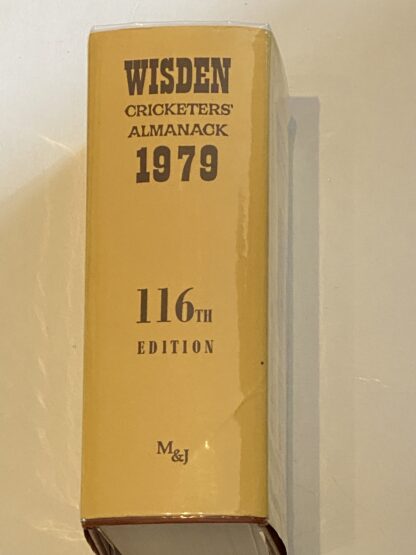 WISDEN
CRICKETERS'
ALMANACK
1979
116TH
EDITION
M&J